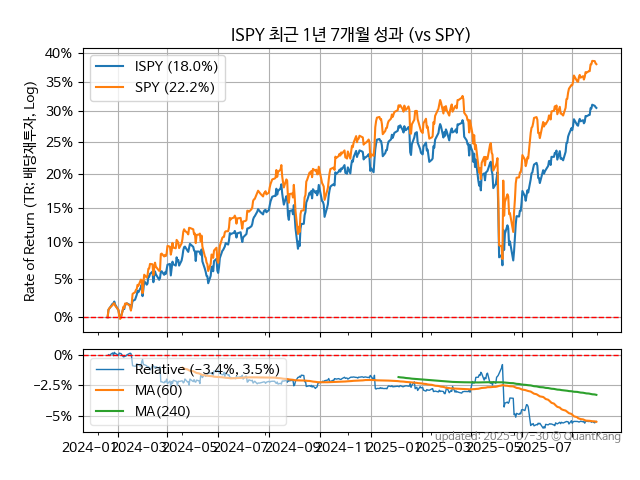 ISPY 최근 1년 7개월 성과 (vs SPY)
40%
35%
30%
25%
20%
15%
10%
5%
0%
Rate of Return (TR: 배당재투자, Log)
ISPY (18.0%)
SPY (22.2%)
0%
−2.5%
−5%
Relative (−3.4%, 3.5%)
MA(60)
MA(240)
updated: 2025-07-30 © QuantKang
2024-01 2024-03 2024-05 2024-07 2024-09 2024-11 2025-01 2025-03 2025-05 2025-07